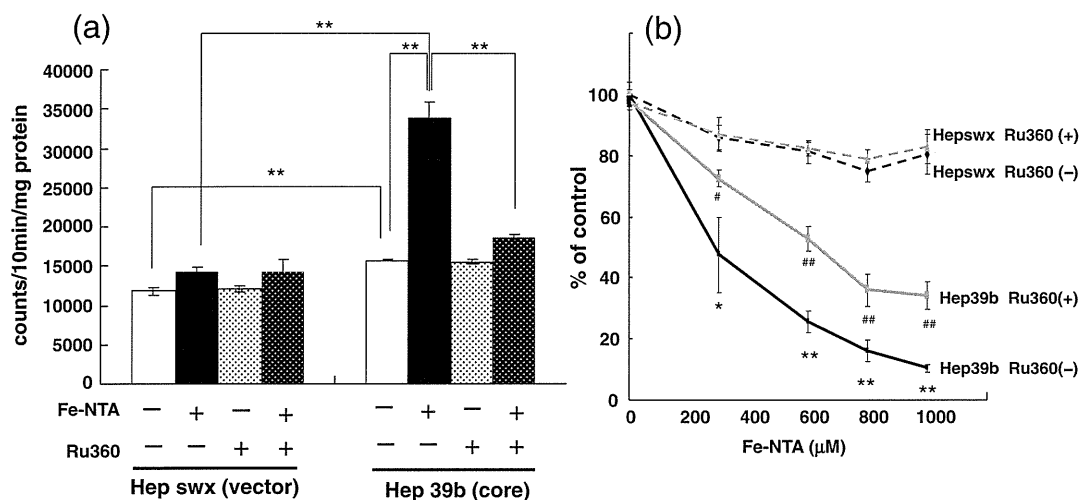 (a)
**
** **
**
counts/10min/mg protein
40000
35000
30000
25000
20000
15000
10000
5000
0
Fe-NTA − + − + − + − +
Ru360 − − + + − − + +
Hep swx (vector) Hep 39b (core)
(b)
% of control
100
80
60
40
20
0
0 200 400 600 800 1000
Fe-NTA (μM)
Hepswx Ru360 (+)
Hepswx Ru360 (−)
#
##
## ##
Hep39b Ru360(+)
*
**
** **
Hep39b Ru360(−)